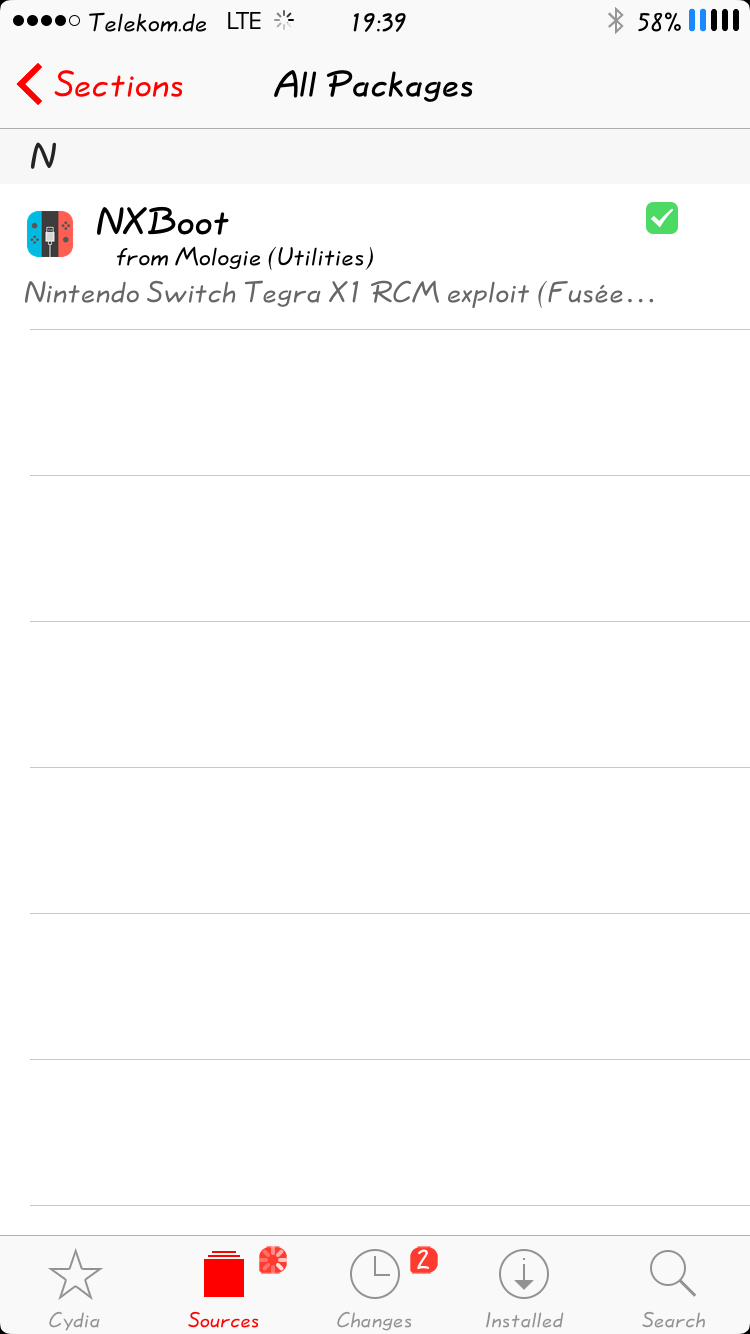 Telekom.de LTE 19:39 58%
Sections All Packages
N
NXBoot
from Mologie (Utilities)
Nintendo Switch Tegra X1 RCM exploit (Fusée...
2
Cydia Sources Changes Installed Search